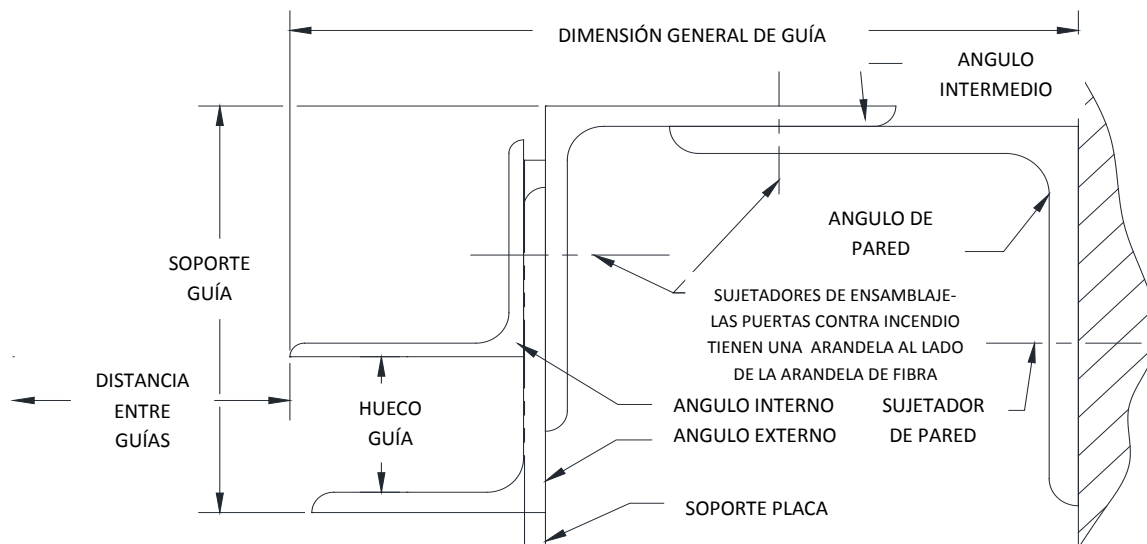 DIMENSIÓN GENERAL DE GUÍA
ANGULO
INTERMEDIO
SOPORTE
GUÍA
ANGULO DE
PARED
SUJETADORES DE ENSAMBLAJE-
LAS PUERTAS CONTRA INCENDIO
TIENEN UNA ARANDELA AL LADO
DE LA ARANDELA DE FIBRA
DISTANCIA
ENTRE
GUÍAS
HUECO
GUÍA
ANGULO INTERNO
ANGULO EXTERNO
SUJETADOR
DE PARED
SOPORTE PLACA